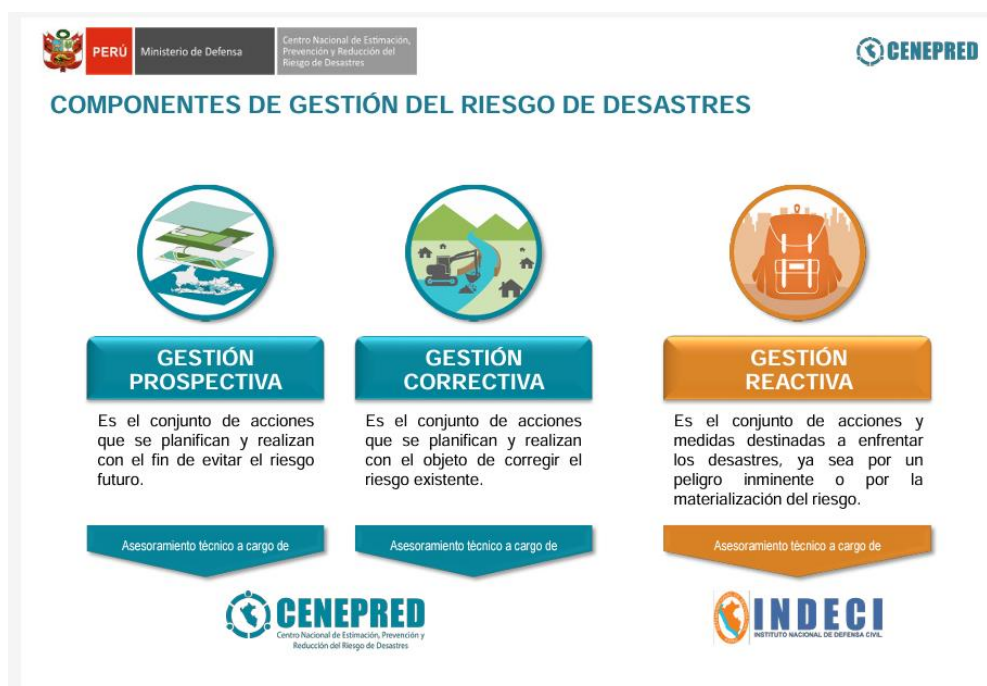 PERÚ
Ministerio de Defensa
Centro Nacional de Estimación,
Prevención y Reducción del
Riesgo de Desastres
CENEPRED
COMPONENTES DE GESTIÓN DEL RIESGO DE DESASTRES
GESTIÓN
PROSPECTIVA
Es el conjunto de acciones
que se planifican y realizan
con el fin de evitar el riesgo
futuro.
Asesoramiento técnico a cargo de
GESTIÓN
CORRECTIVA
Es el conjunto de acciones
que se planifican y realizan
con el objeto de corregir el
riesgo existente.
Asesoramiento técnico a cargo de
CENEPRED
Centro Nacional de Estimación, Prevención y
Reducción del Riesgo de Desastres
GESTIÓN
REACTIVA
Es el conjunto de acciones y
medidas destinadas a enfrentar
los desastres, ya sea por un
peligro inminente o por la
materialización del riesgo.
Asesoramiento técnico a cargo de
INDECI
INSTITUTO NACIONAL DE DEFENSA CIVIL